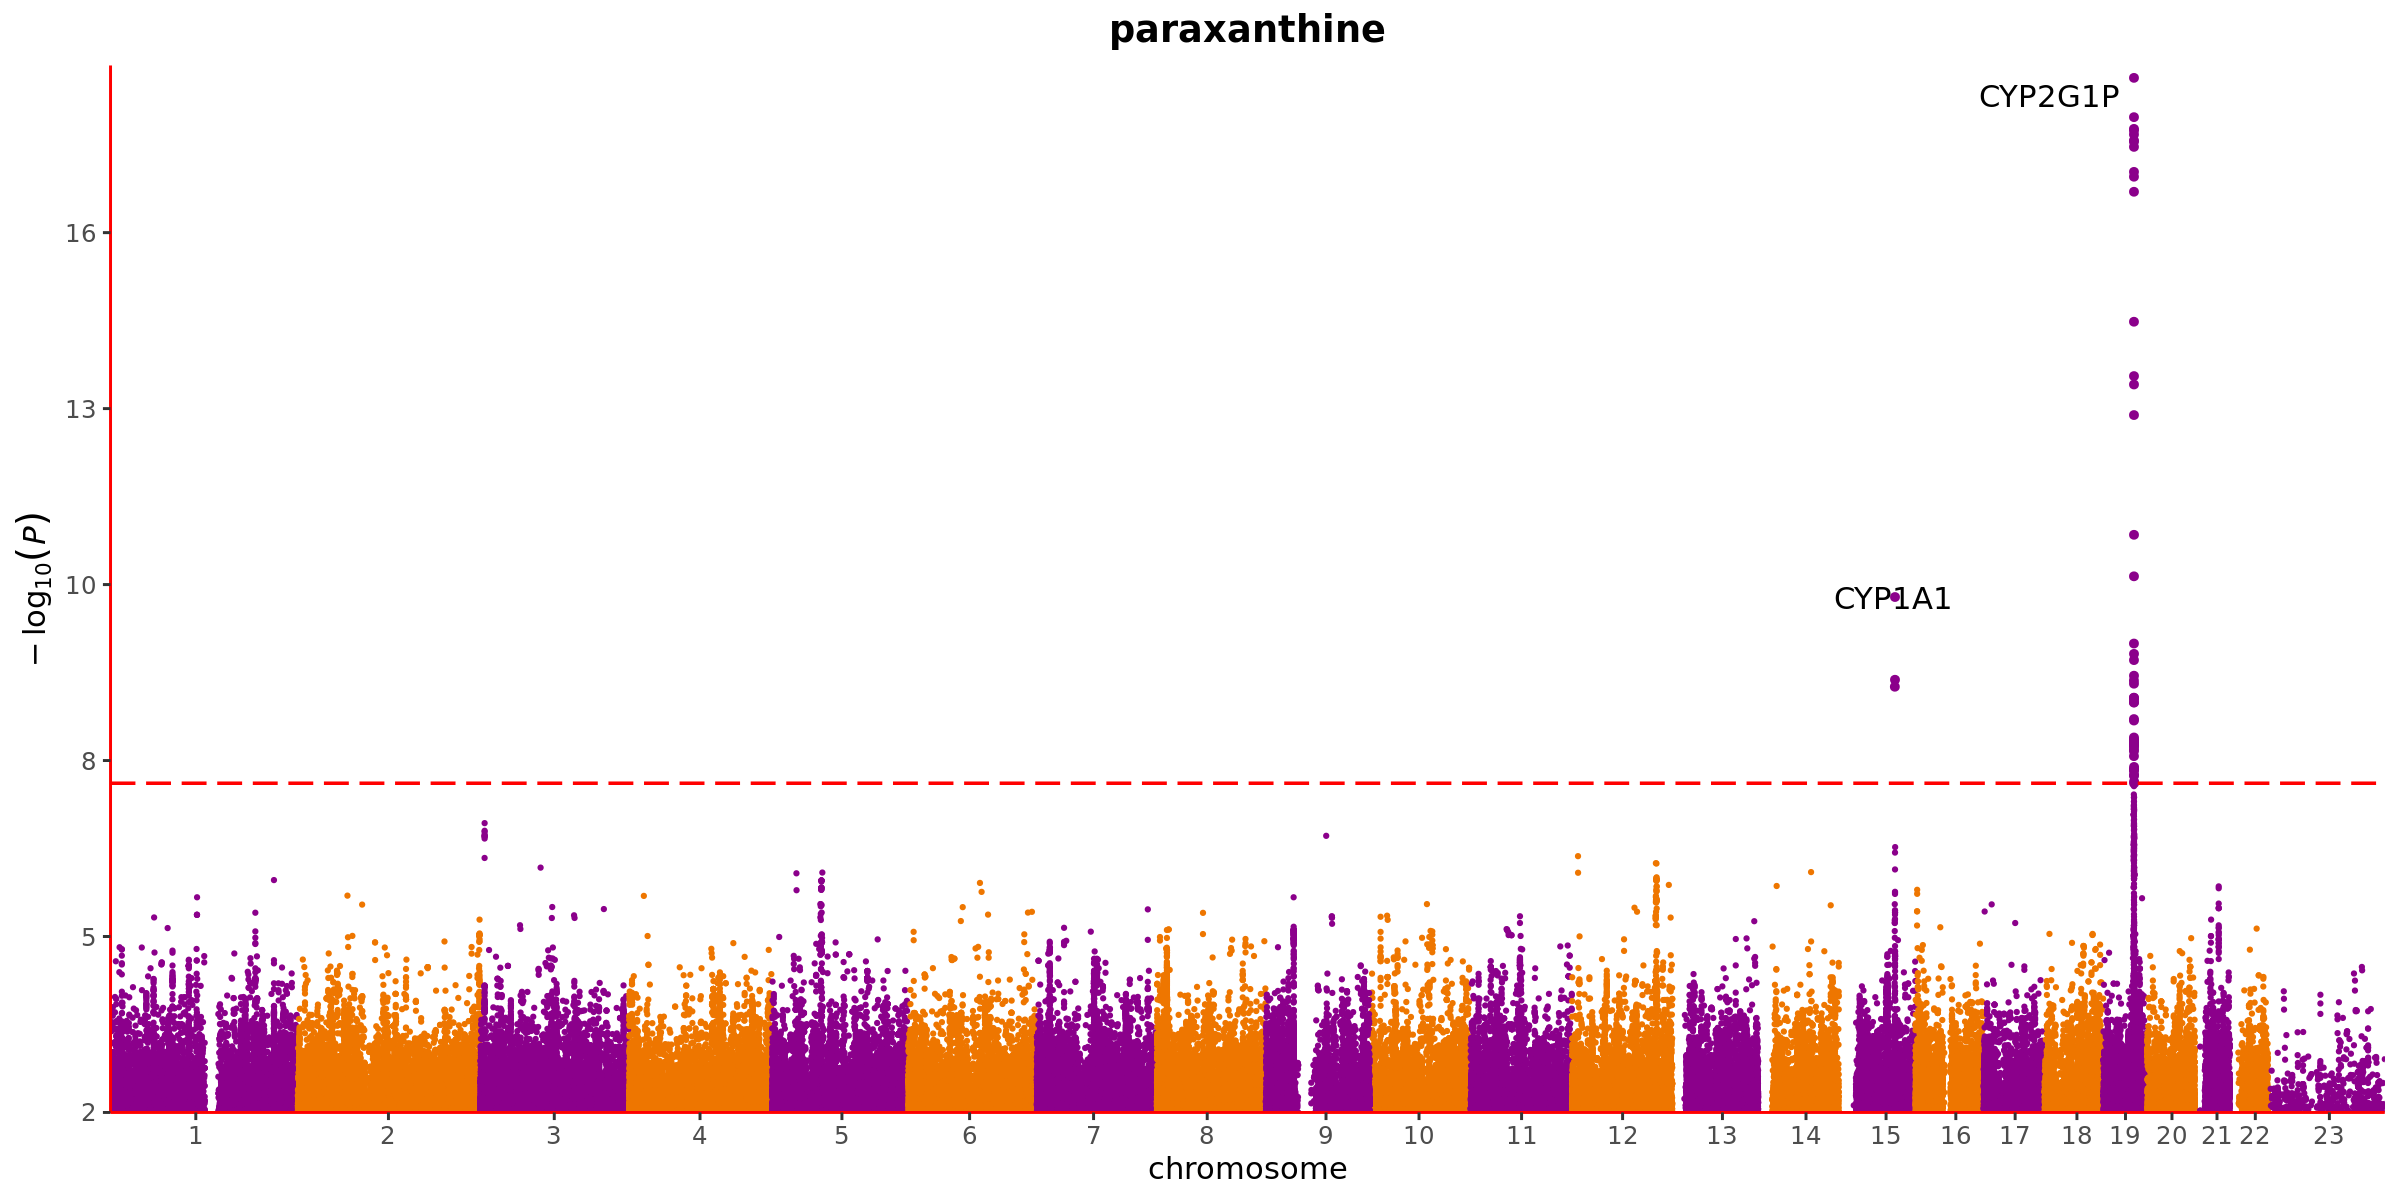 paraxanthine
CYP2G1P
16
13
− log10(P)
10
CYP1A1
8
5
2
1 2 3 4 5 6 7 8 9 10 11 12 13 14 15 16 17 18 19 20 21 22 23
chromosome